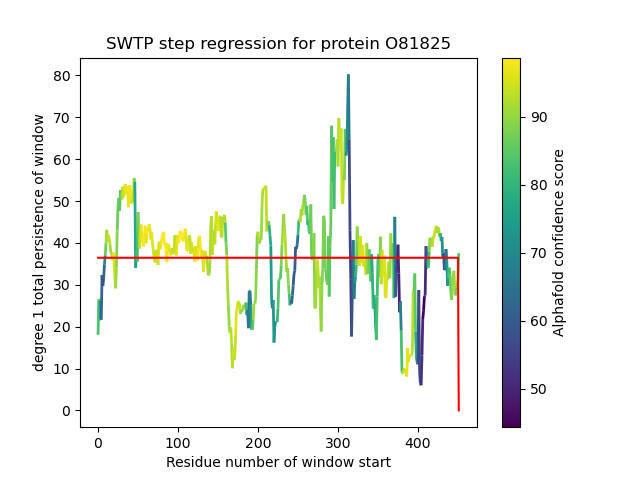 SWTP step regression for protein O81825
degree 1 total persistence of window
80
70
60
50
40
30
20
10
0
0 100 200 300 400
Residue number of window start
90
80
70
60
50
Alphafold confidence score